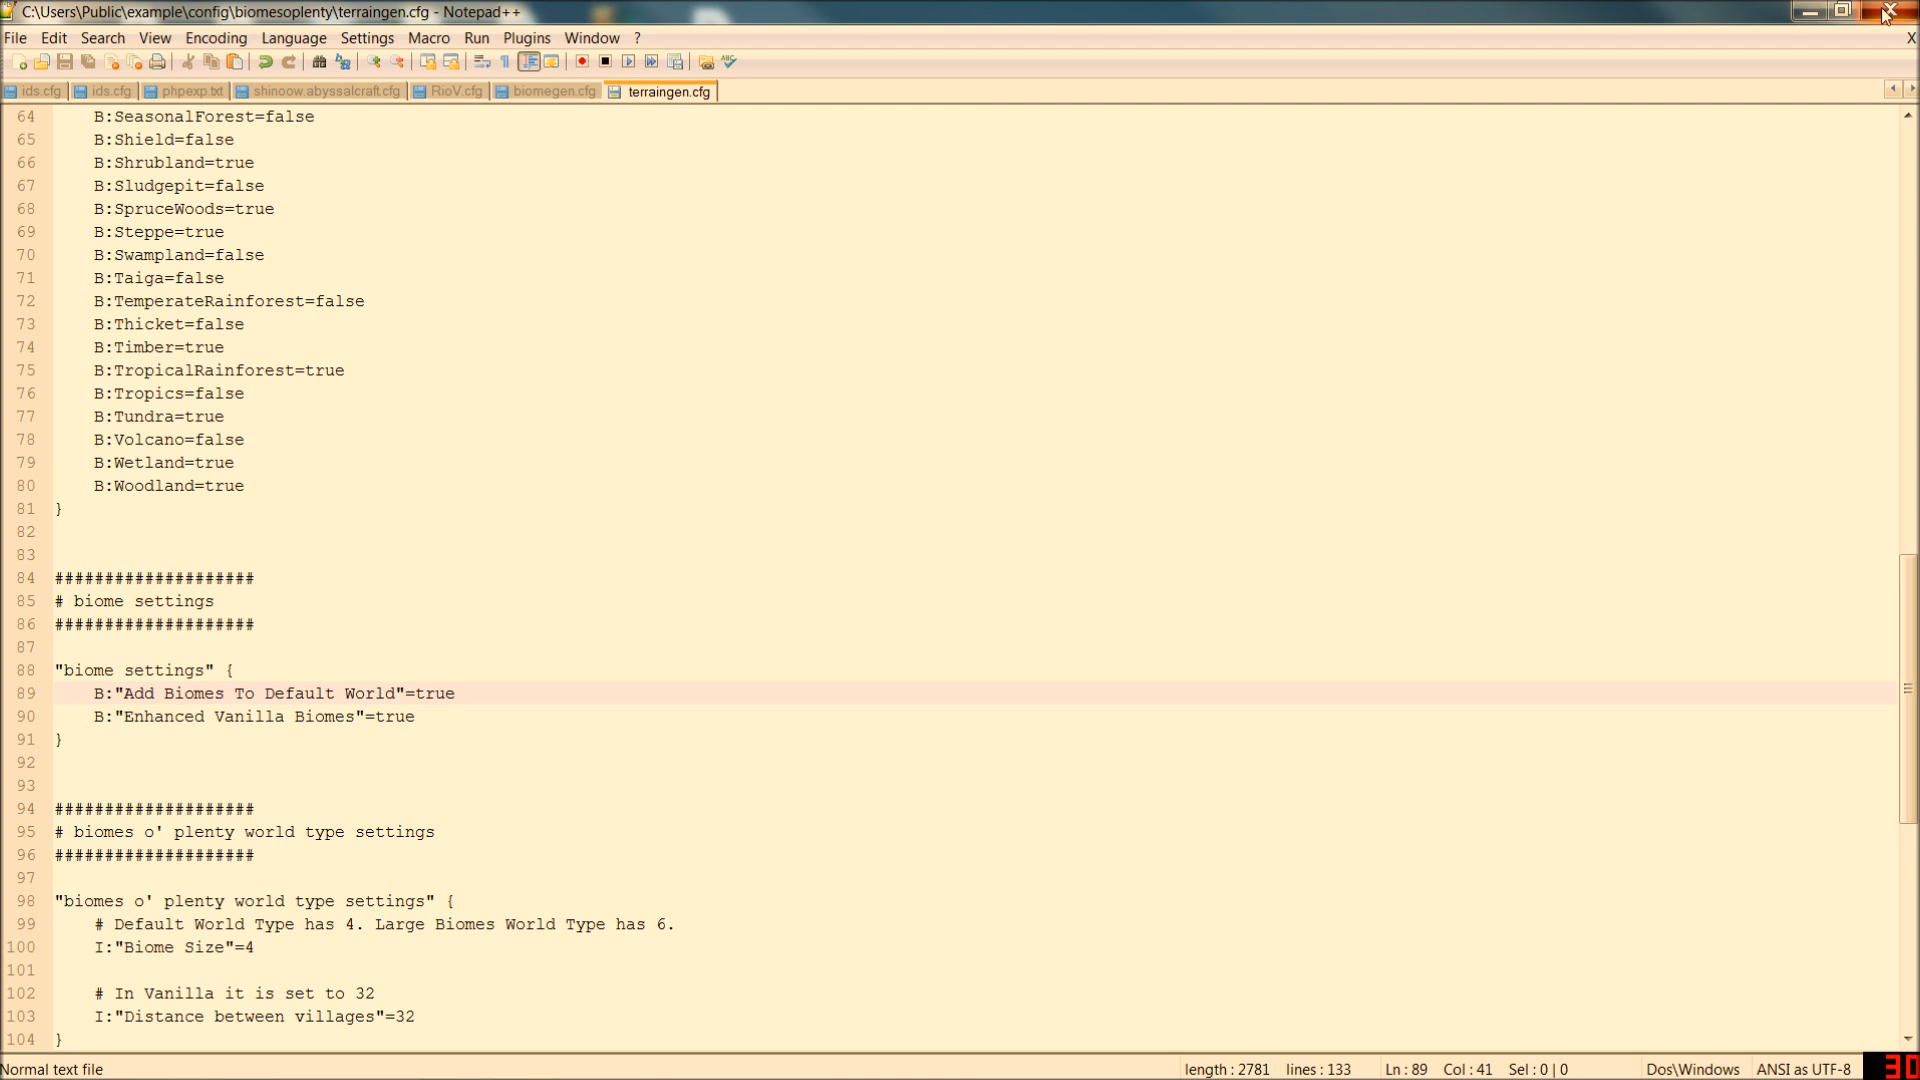 C:\Users\Public\example\config\biomesoplenty\terraingen.cfg - Notepad++
File Edit Search View Encoding Language Settings Macro Run Plugins Window ? X
ids.cfg ids.cfg phpexp.txt shinoow.abyssalcraft.cfg RioV.cfg biomegen.cfg terraingen.cfg
64 B:SeasonalForest=false
65 B:Shield=false
66 B:Shrubland=true
67 B:Sludgepit=false
68 B:SpruceWoods=true
69 B:Steppe=true
70 B:Swampland=false
71 B:Taiga=false
72 B:TemperateRainforest=false
73 B:Thicket=false
74 B:Timber=true
75 B:TropicalRainforest=true
76 B:Tropics=false
77 B:Tundra=true
78 B:Volcano=false
79 B:Wetland=true
80 B:Woodland=true
81 }
82
83
84 ####################
85 # biome settings
86 ####################
87
88 "biome settings" {
89 B:"Add Biomes To Default World"=true
90 B:"Enhanced Vanilla Biomes"=true
91 }
92
93
94 ####################
95 # biomes o' plenty world type settings
96 ####################
97
98 "biomes o' plenty world type settings" {
99 # Default World Type has 4. Large Biomes World Type has 6.
100 I:"Biome Size"=4
101
102 # In Vanilla it is set to 32
103 I:"Distance between villages"=32
104 }
Normal text file length : 2781 lines : 133 Ln : 89 Col : 41 Sel : 0 | 0 Dos\Windows ANSI as UTF-8 30